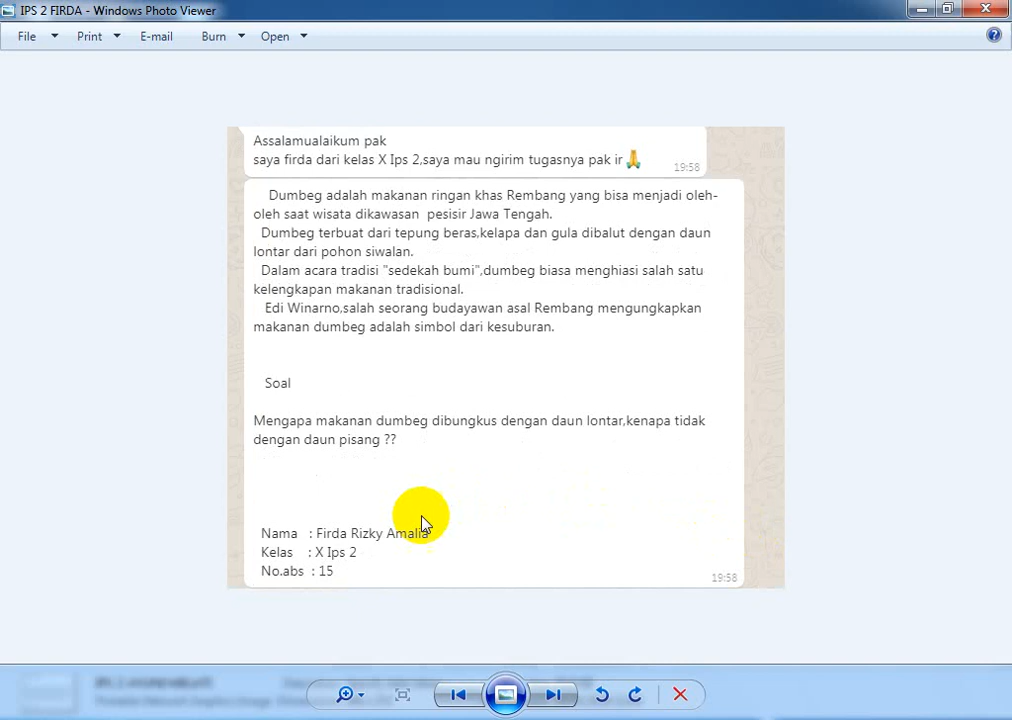 IPS 2 FIRDA - Windows Photo Viewer
File Print E-mail Burn Open
Assalamualaikum pak
saya firda dari kelas X Ips 2,saya mau ngirim tugasnya pak ir🙏
19:58
Dumbeg adalah makanan ringan khas Rembang yang bisa menjadi oleh-
oleh saat wisata dikawasan pesisir Jawa Tengah.
Dumbeg terbuat dari tepung beras,kelapa dan gula dibalut dengan daun
lontar dari pohon siwalan.
Dalam acara tradisi "sedekah bumi",dumbeg biasa menghiasi salah satu
kelengkapan makanan tradisional.
Edi Winarno,salah seorang budayawan asal Rembang mengungkapkan
makanan dumbeg adalah simbol dari kesuburan.
Soal
Mengapa makanan dumbeg dibungkus dengan daun lontar,kenapa tidak
dengan daun pisang ??
Nama : Firda Rizky Amalia
Kelas : X Ips 2
No.abs : 15
19:58